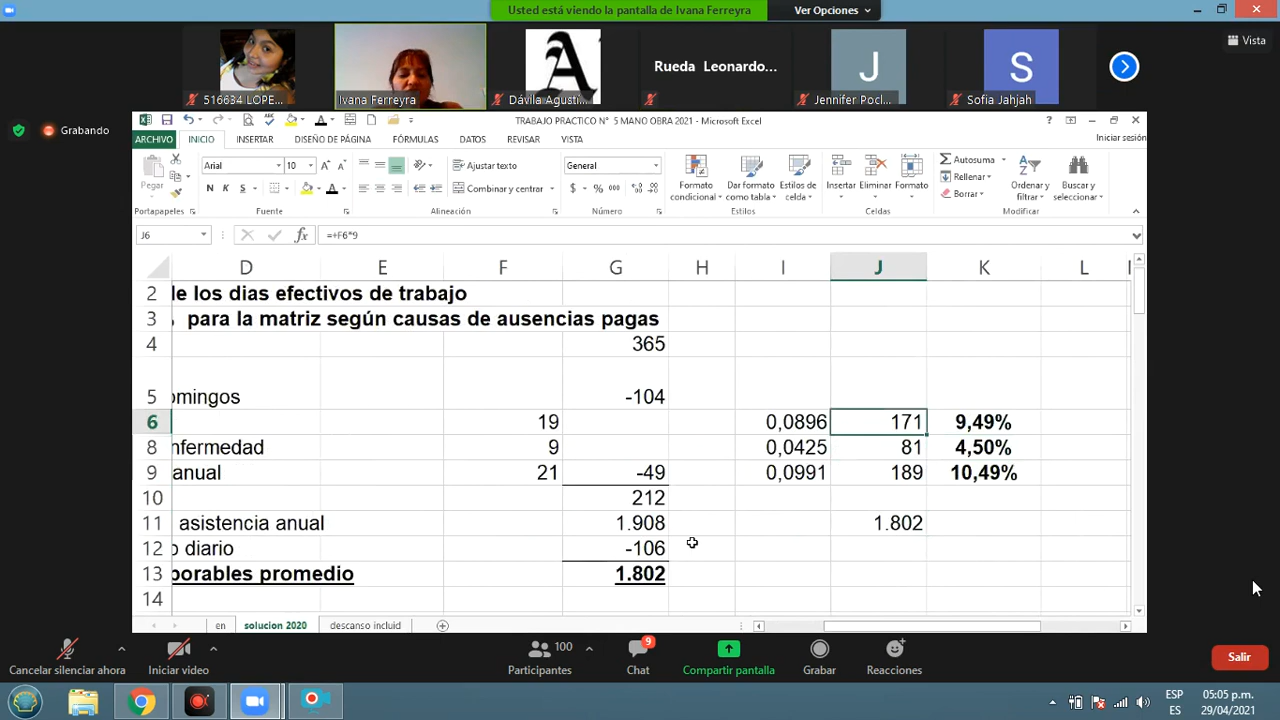 Usted está viendo la pantalla de Ivana Ferreyra
Ver Opciones
Vista
516634 LOPE...
Ivana Ferreyra
Dávila Agusti...
Rueda Leonardo...
J
Jennifer Pocl...
S
Sofia Jahjah
Grabando
TRABAJO PRACTICO N° 5 MANO OBRA 2021 - Microsoft Excel
ARCHIVO INICIO INSERTAR DISEÑO DE PÁGINA FÓRMULAS DATOS REVISAR VISTA Iniciar sesión
Pegar
Arial 10
N K S
Ajustar texto
Combinar y centrar
General
$ % 000
Formato condicional
Dar formato como tabla
Estilos de celda
Insertar Eliminar Formato
Autosuma
Rellenar
Borrar
Ordenar y filtrar
Buscar y seleccionar
Portapapeles Fuente Alineación Número Estilos Celdas Modificar
J6 fx =+F6*9
D E F G H I J K L
2 de los dias efectivos de trabajo
3 para la matriz según causas de ausencias pagas
4 365
5 omingos -104
6 19 0,0896 171 9,49%
8 nfermedad 9 0,0425 81 4,50%
9 anual 21 -49 0,0991 189 10,49%
10 212
11 asistencia anual 1.908 1.802
12 o diario -106
13 porables promedio 1.802
14
en solucion 2020 descanso incluid
Cancelar silenciar ahora
Iniciar video
100
Participantes
9
Chat
Compartir pantalla
Grabar
Reacciones
Salir
ESP
ES
05:05 p.m.
29/04/2021